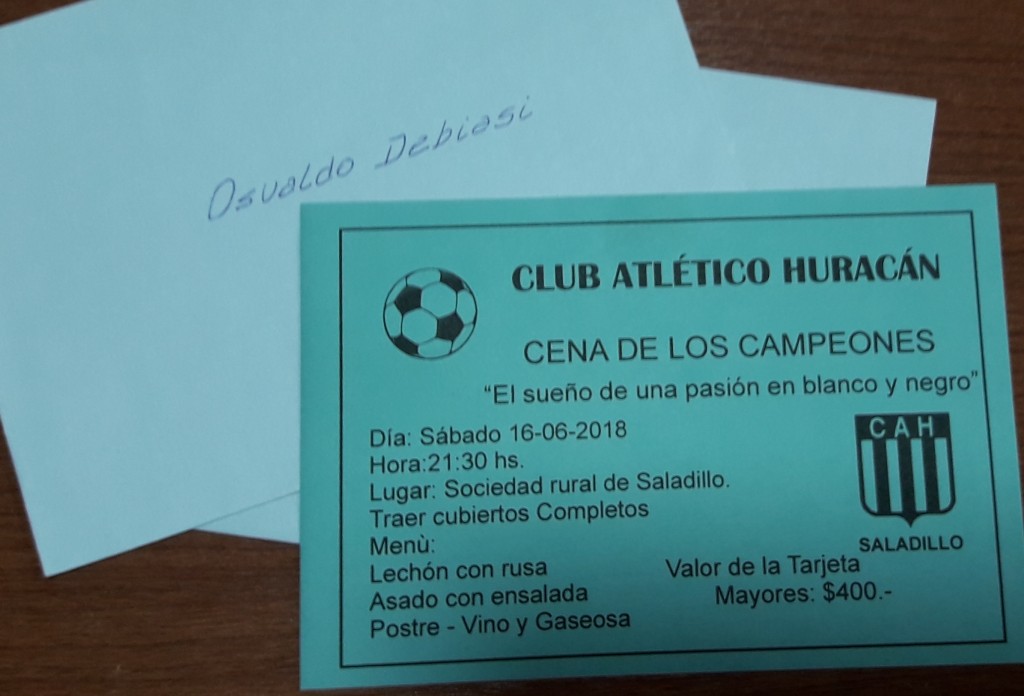 Osvaldo Debiasi
CLUB ATLÉTICO HURACÁN
CENA DE LOS CAMPEONES
“El sueño de una pasión en blanco y negro”
Día: Sábado 16-06-2018
Hora:21:30 hs.
Lugar: Sociedad rural de Saladillo.
Traer cubiertos Completos
Menù:
Lechón con rusa
Asado con ensalada
Postre - Vino y Gaseosa
CAH
SALADILLO
Valor de la Tarjeta
Mayores: $400.-